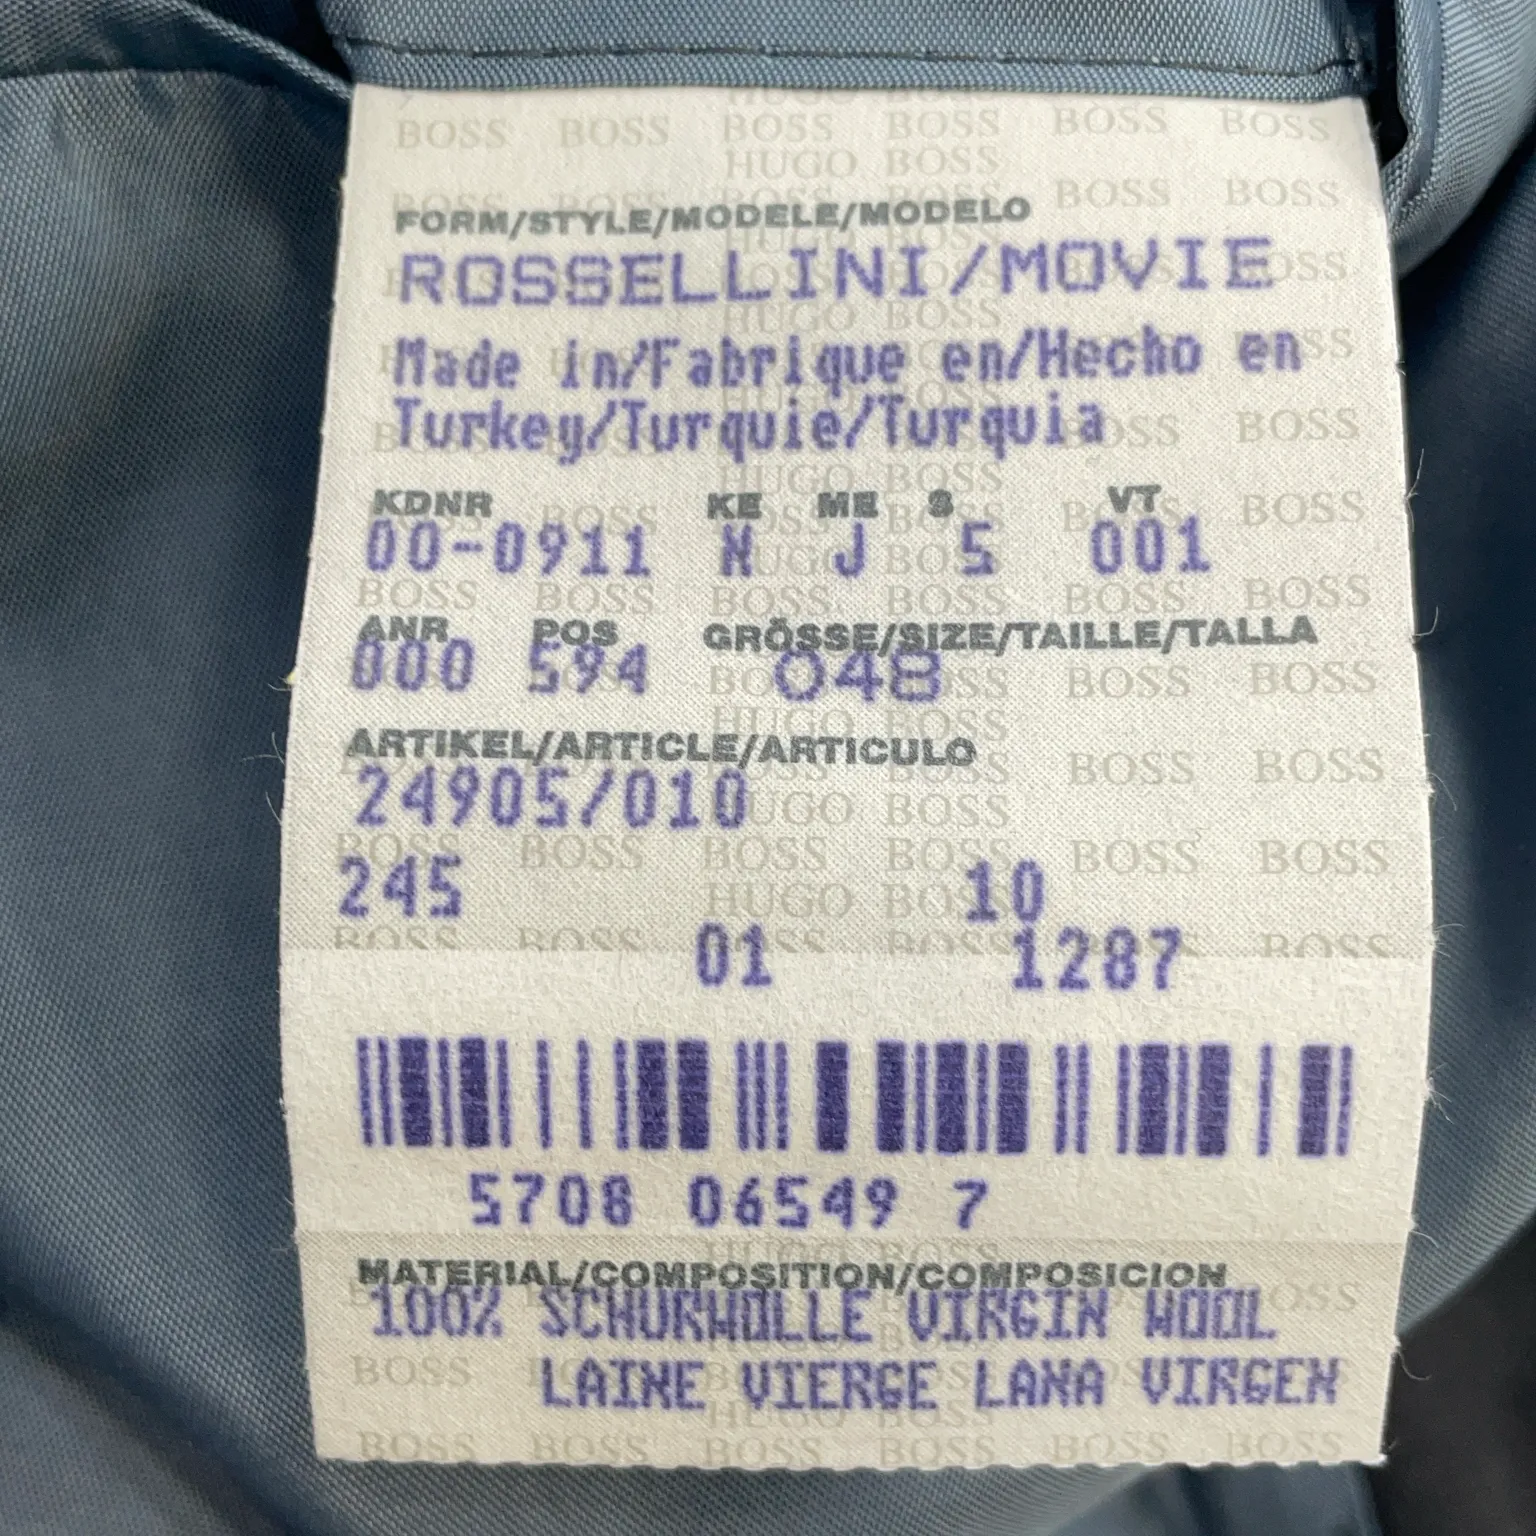 FORM/STYLE/MODELE/MODELO
ROSSELLINI/MOVIE
Made in/Fabrique en/Hecho en
Turkey/Turquie/Turquia
KDNR KE ME S VT
00-0911 N J 5 001
ANR POS GRÖSSE/SIZE/TAILLE/TALLA
000 594 048
ARTIKEL/ARTICLE/ARTICULO
24905/010
245 10
01 1287
5708 06549 7
MATERIAL/COMPOSITION/COMPOSICION
100% SCHURWOLLE VIRGIN WOOL
LAINE VIERGE LANA VIRGEN